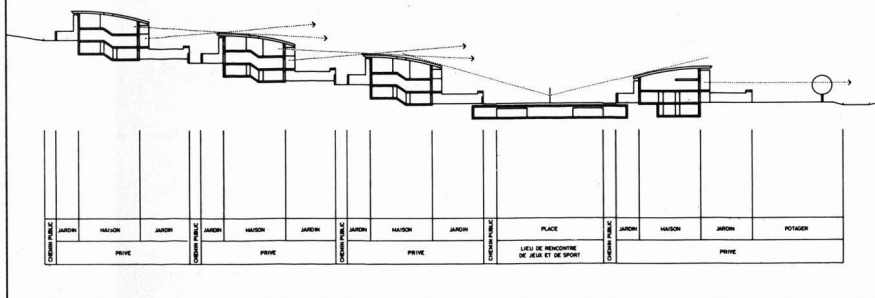 CHEMIN PUBLIC
JARDIN
MAISON
JARDIN
PRIVE
CHEMIN PUBLIC
JARDIN
MAISON
JARDIN
PRIVE
CHEMIN PUBLIC
JARDIN
MAISON
JARDIN
PRIVE
CHEMIN PUBLIC
PLACE
LIEU DE RENCONTRE
DE JEUX ET DE SPORT
CHEMIN PUBLIC
JARDIN
MAISON
JARDIN
POTAGER
PRIVE